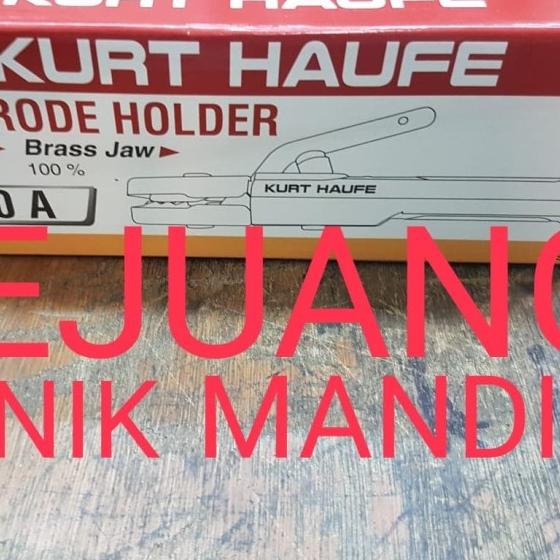 KURT HAUFE
KURT HAUFE
RODE HOLDER
Brass Jaw
100 %
0 A
KURT HAUFE
EJUANG
NIK MANDI